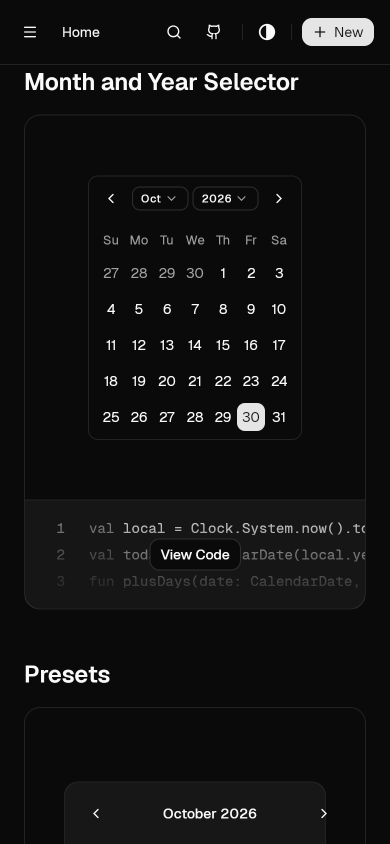 Home
New
Month and Year Selector
Oct 2026
Su Mo Tu We Th Fr Sa
27 28 29 30 1 2 3
4 5 6 7 8 9 10
11 12 13 14 15 16 17
18 19 20 21 22 23 24
25 26 27 28 29 30 31
1 val local = Clock.System.now().to
2 val tod arDate(local.ye
View Code
3 fun plusDays(date: CalendarDate,
Presets
October 2026